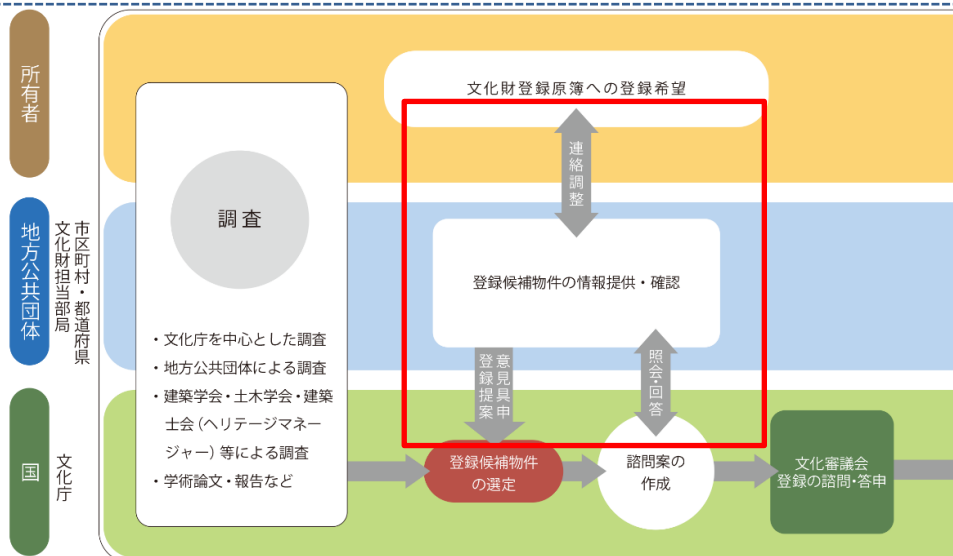 所有者
地方公共団体
市区町村・都道府県
文化財担当部局
国
文化庁
調査
・文化庁を中心とした調査
・地方公共団体による調査
・建築学会・土木学会・建築
士会（ヘリテージマネー
ジャー）等による調査
・学術論文・報告など
文化財登録原簿への登録希望
連絡調整
登録候補物件の情報提供・確認
意見具申
登録提案
照会・回答
登録候補物件
の選定
諮問案の
作成
文化審議会
登録の諮問・答申